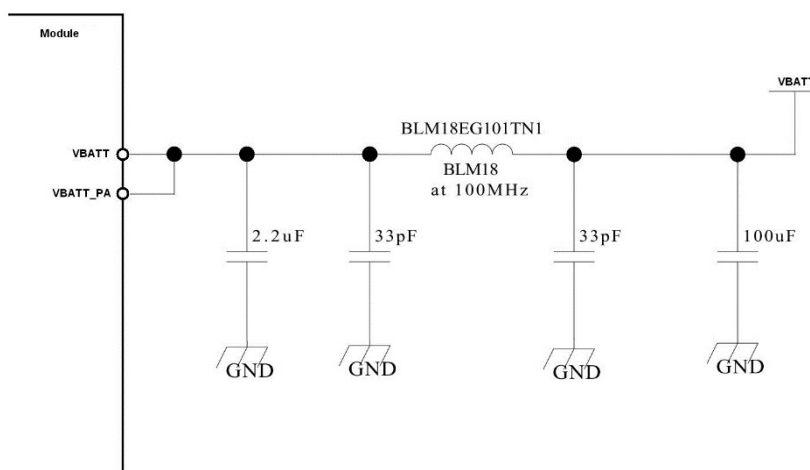 Module
VBATT
BLM18EG101TN1
VBATT
BLM18
at 100MHz
VBATT_PA
2.2uF
33pF
33pF
100uF
GND
GND
GND
GND